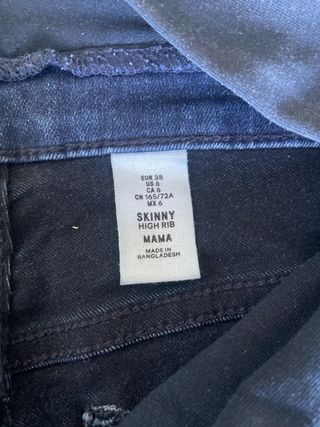 EUR 38
US 6
CA 6
CN 165/72A
MX 6
SKINNY
HIGH RIB
MAMA
MADE IN
BANGLADESH